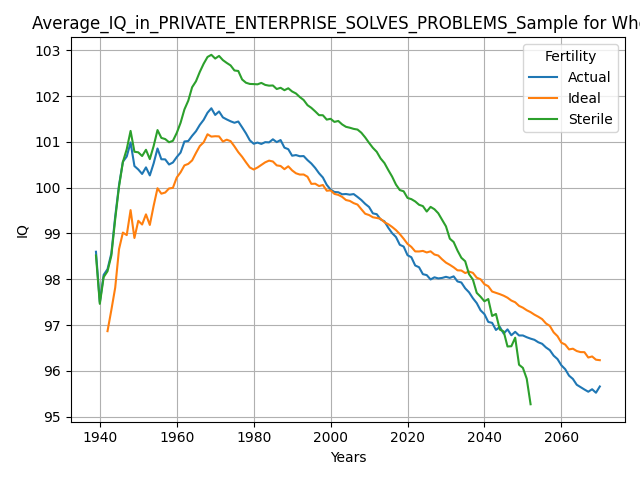 Average_IQ_in_PRIVATE_ENTERPRISE_SOLVES_PROBLEMS_Sample for Wh
103
102
101
100
99
98
97
96
95
IQ
1940
1960
1980
2000
2020
2040
2060
Years
Fertility
Actual
Ideal
Sterile